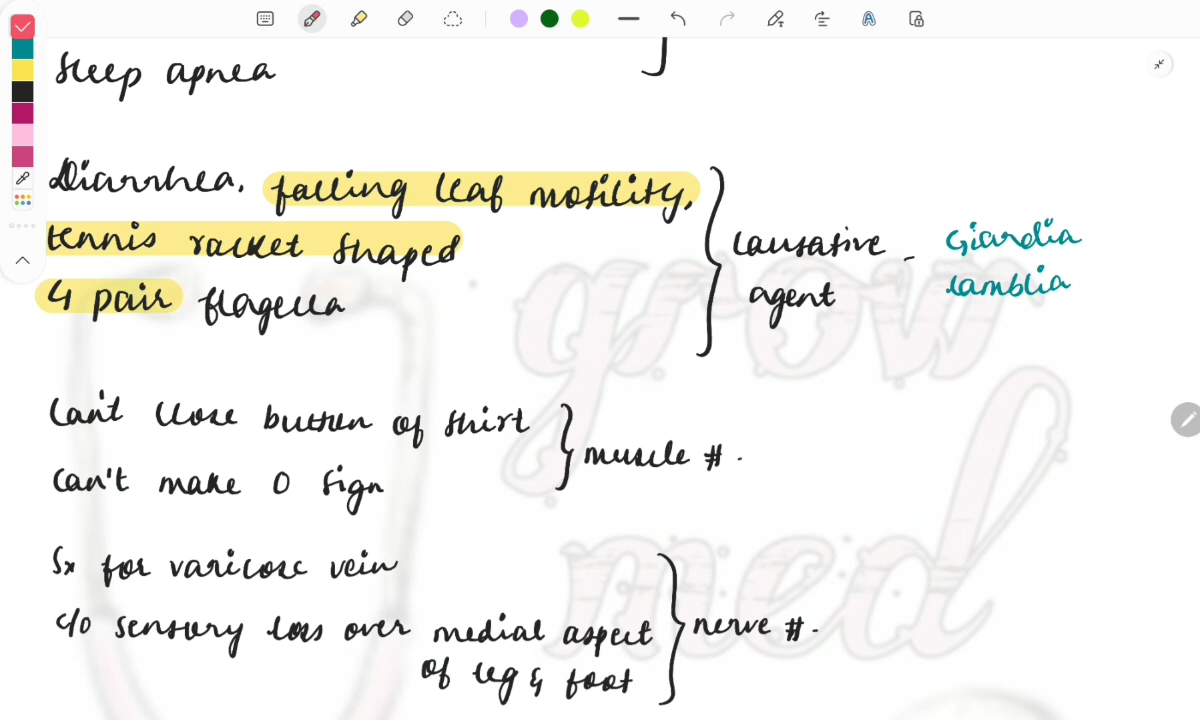 Sleep apnea
Diarrhea, falling leaf motility,
tennis racket shaped
4 pair flagella
causative
agent
- Giardia
lamblia
can't close button of shirt
can't make O sign
muscle # .
Sx for varicose vein
c/o sensory loss over medial aspect
of leg & foot
nerve # .
grow
med